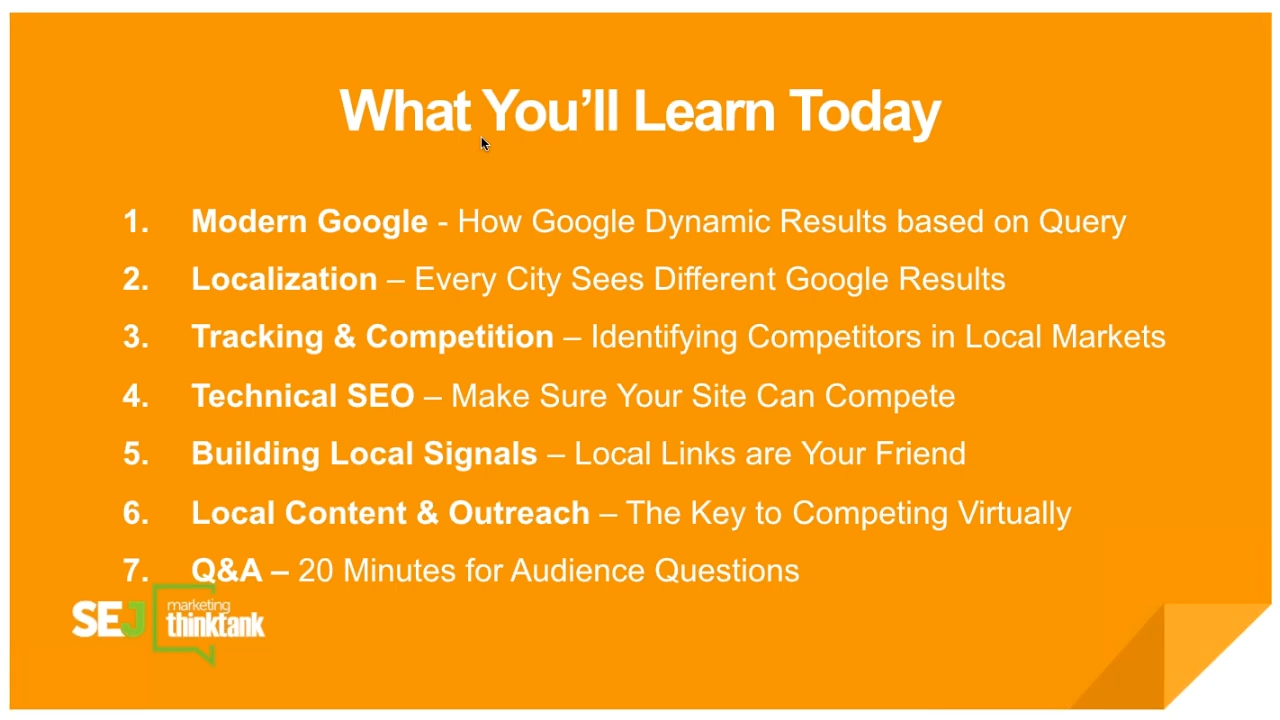 What You’ll Learn Today
1. Modern Google - How Google Dynamic Results based on Query
2. Localization – Every City Sees Different Google Results
3. Tracking & Competition – Identifying Competitors in Local Markets
4. Technical SEO – Make Sure Your Site Can Compete
5. Building Local Signals – Local Links are Your Friend
6. Local Content & Outreach – The Key to Competing Virtually
7. Q&A – 20 Minutes for Audience Questions
SEJ marketing
thinktank